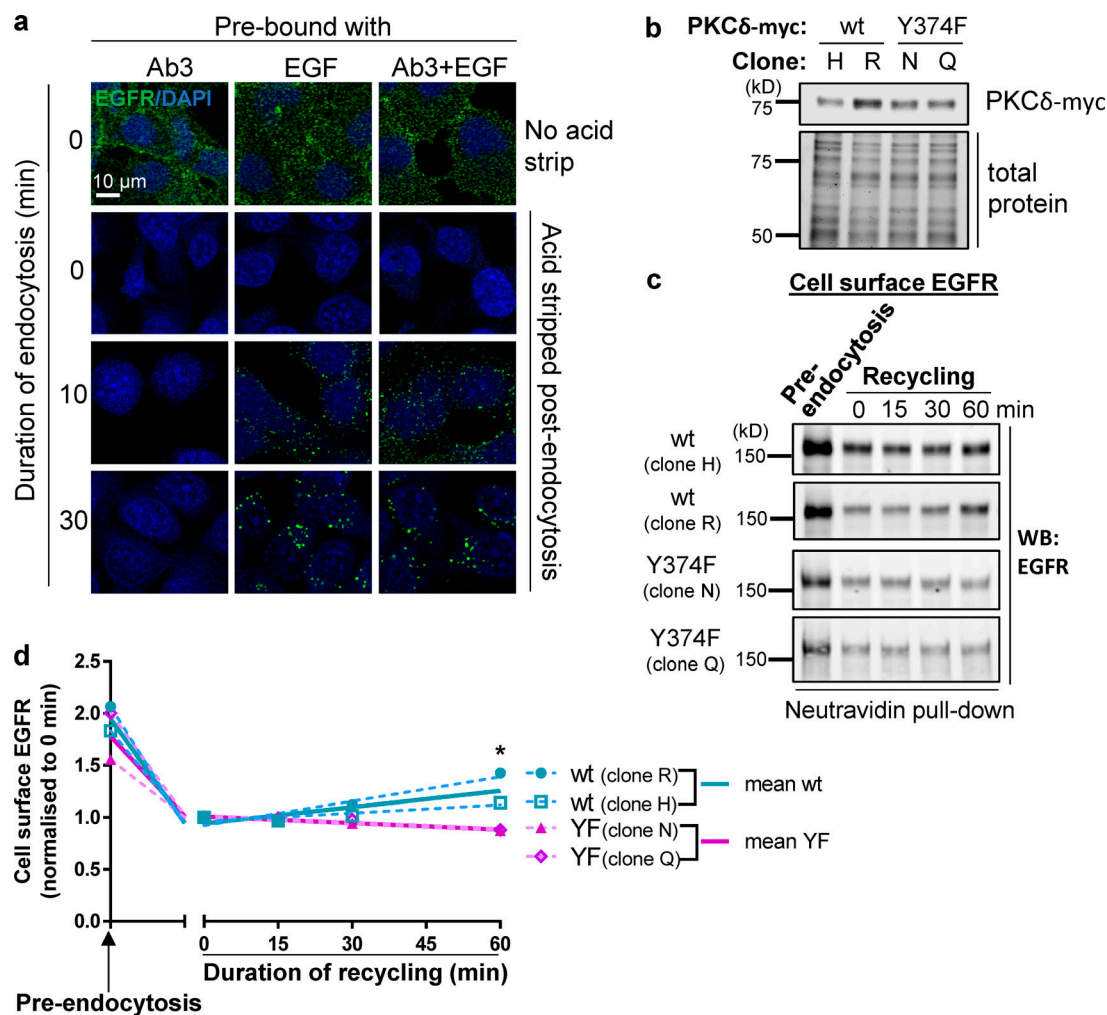 a
Pre-bound with
Ab3 EGF Ab3+EGF
Duration of endocytosis (min)
EGFR/DAPI
10 µm
0
No acid
strip
0
10
30
Acid stripped post-endocytosis
b
PKCδ-myc: wt Y374F
Clone: H R N Q
(kD)
75
PKCδ-myc
75
50
total
protein
c
Cell surface EGFR
Pre-
endocytosis
Recycling
0 15 30 60 min
(kD)
wt
(clone H)
150
wt
(clone R)
150
Y374F
(clone N)
150
Y374F
(clone Q)
150
WB:
EGFR
Neutravidin pull-down
d
Cell surface EGFR
(normalised to 0 min)
2.5
2.0
1.5
1.0
0.5
0.0
*
0 15 30 45 60
Duration of recycling (min)
Pre-endocytosis
wt (clone R)
wt (clone H)
mean wt
YF (clone N)
YF (clone Q)
mean YF